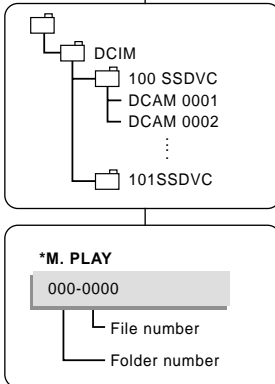 DCIM
100 SSDVC
DCAM 0001
DCAM 0002
101SSDVC
*M. PLAY
000-0000
File number
Folder number